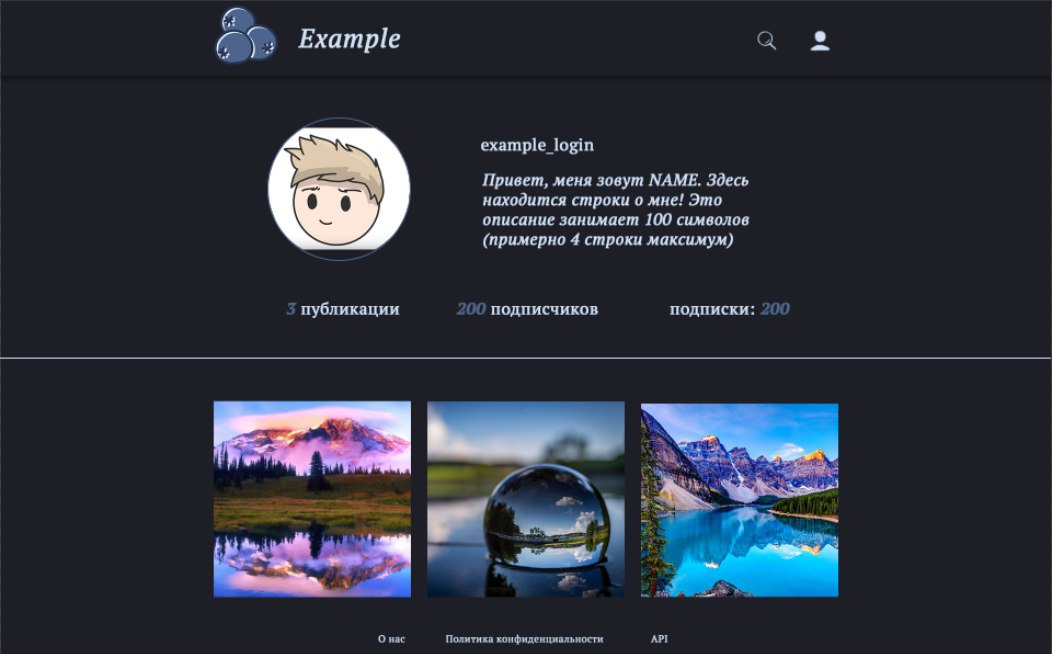 Example
example_login
Привет, меня зовут NAME. Здесь
находится строки о мне! Это
описание занимает 100 символов
(примерно 4 строки максимум)
3 публикации 200 подписчиков подписки: 200
О нас Политика конфиденциальности API